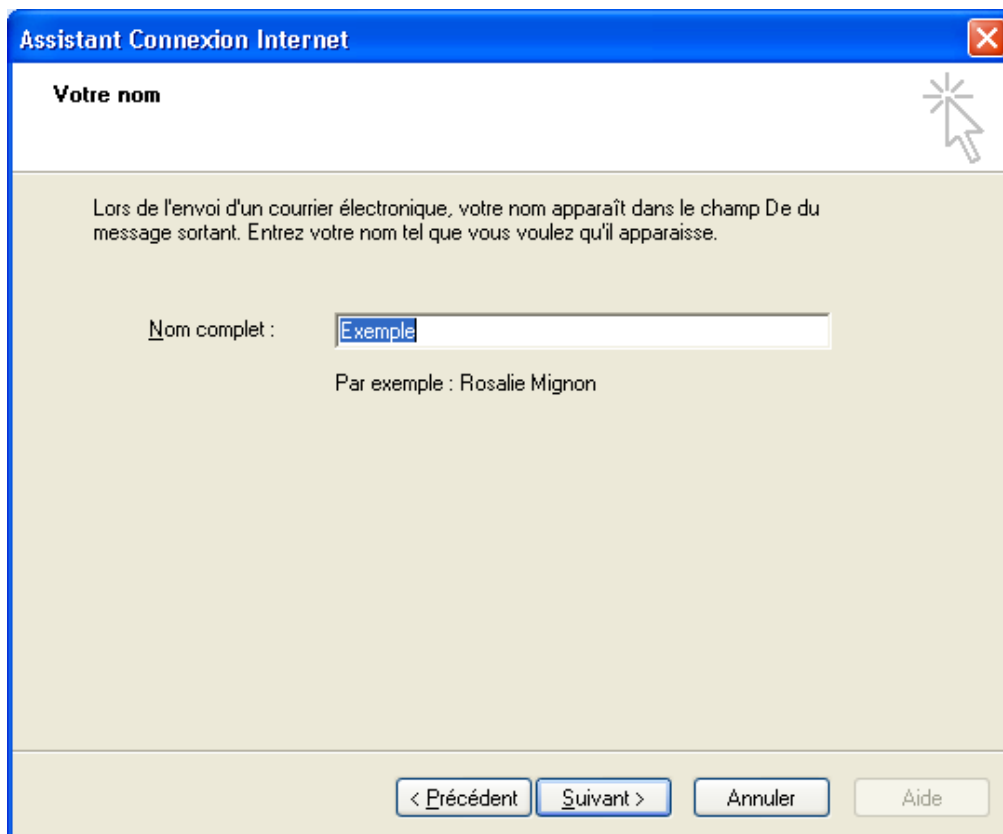 Assistant Connexion Internet
Votre nom
Lors de l'envoi d'un courrier électronique, votre nom apparaît dans le champ De du
message sortant. Entrez votre nom tel que vous voulez qu'il apparaisse.
Nom complet : Exemple
Par exemple : Rosalie Mignon
< Précédent Suivant > Annuler Aide